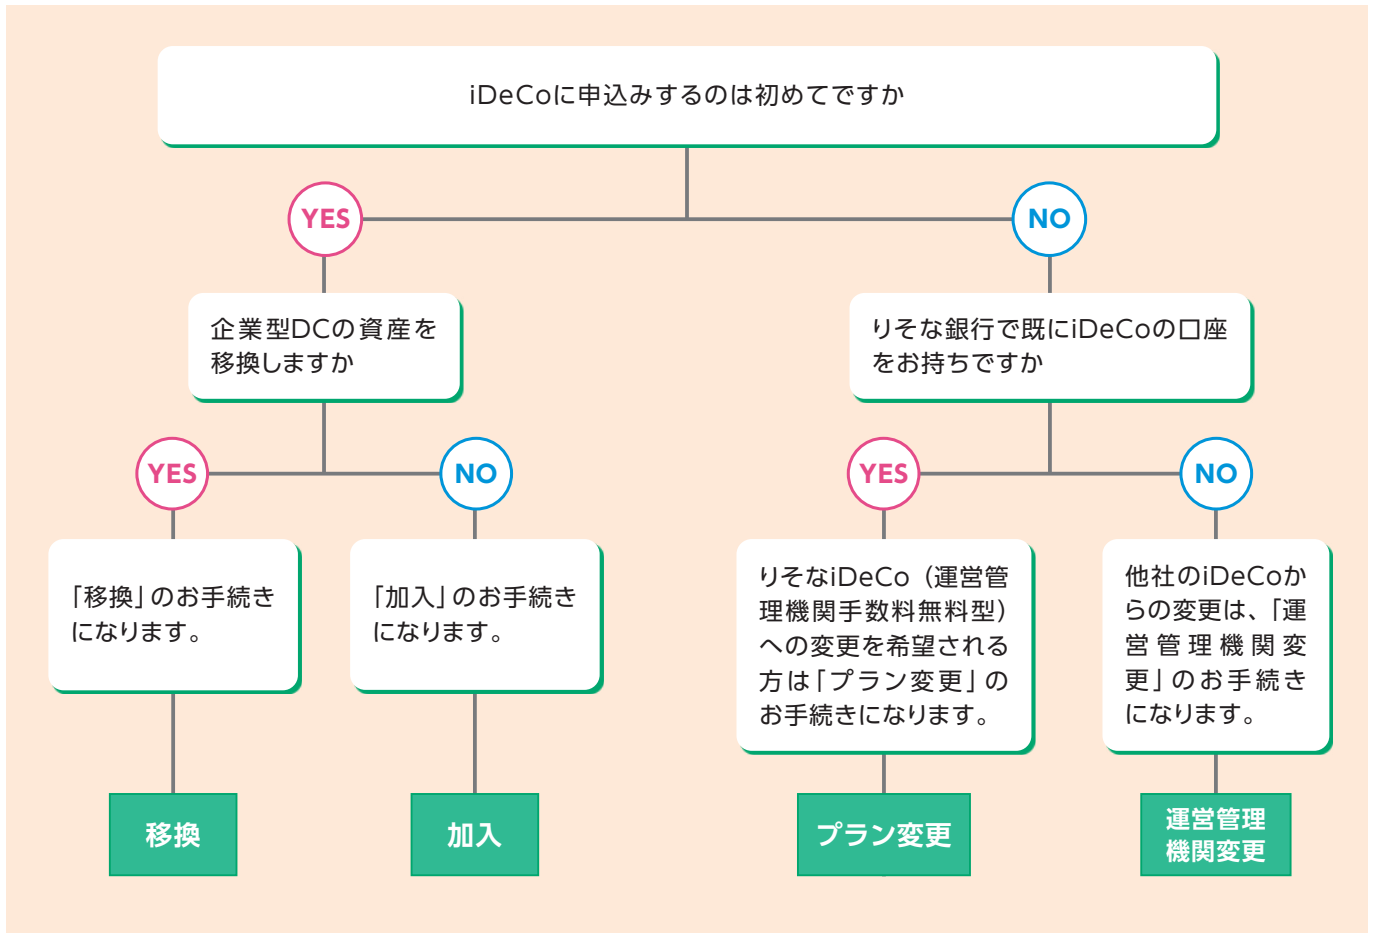 iDeCoに申込みするのは初めてですか
YES
NO
企業型DCの資産を
移換しますか
りそな銀行で既にiDeCoの口座
をお持ちですか
YES
NO
YES
NO
「移換」のお手続き
になります。
「加入」のお手続き
になります。
りそなiDeCo（運営管
理機関手数料無料型）
への変更を希望される
方は「プラン変更」の
お手続きになります。
他社のiDeCoか
らの変更は、「運
営管理機関変
更」のお手続き
になります。
移換
加入
プラン変更
運営管理
機関変更